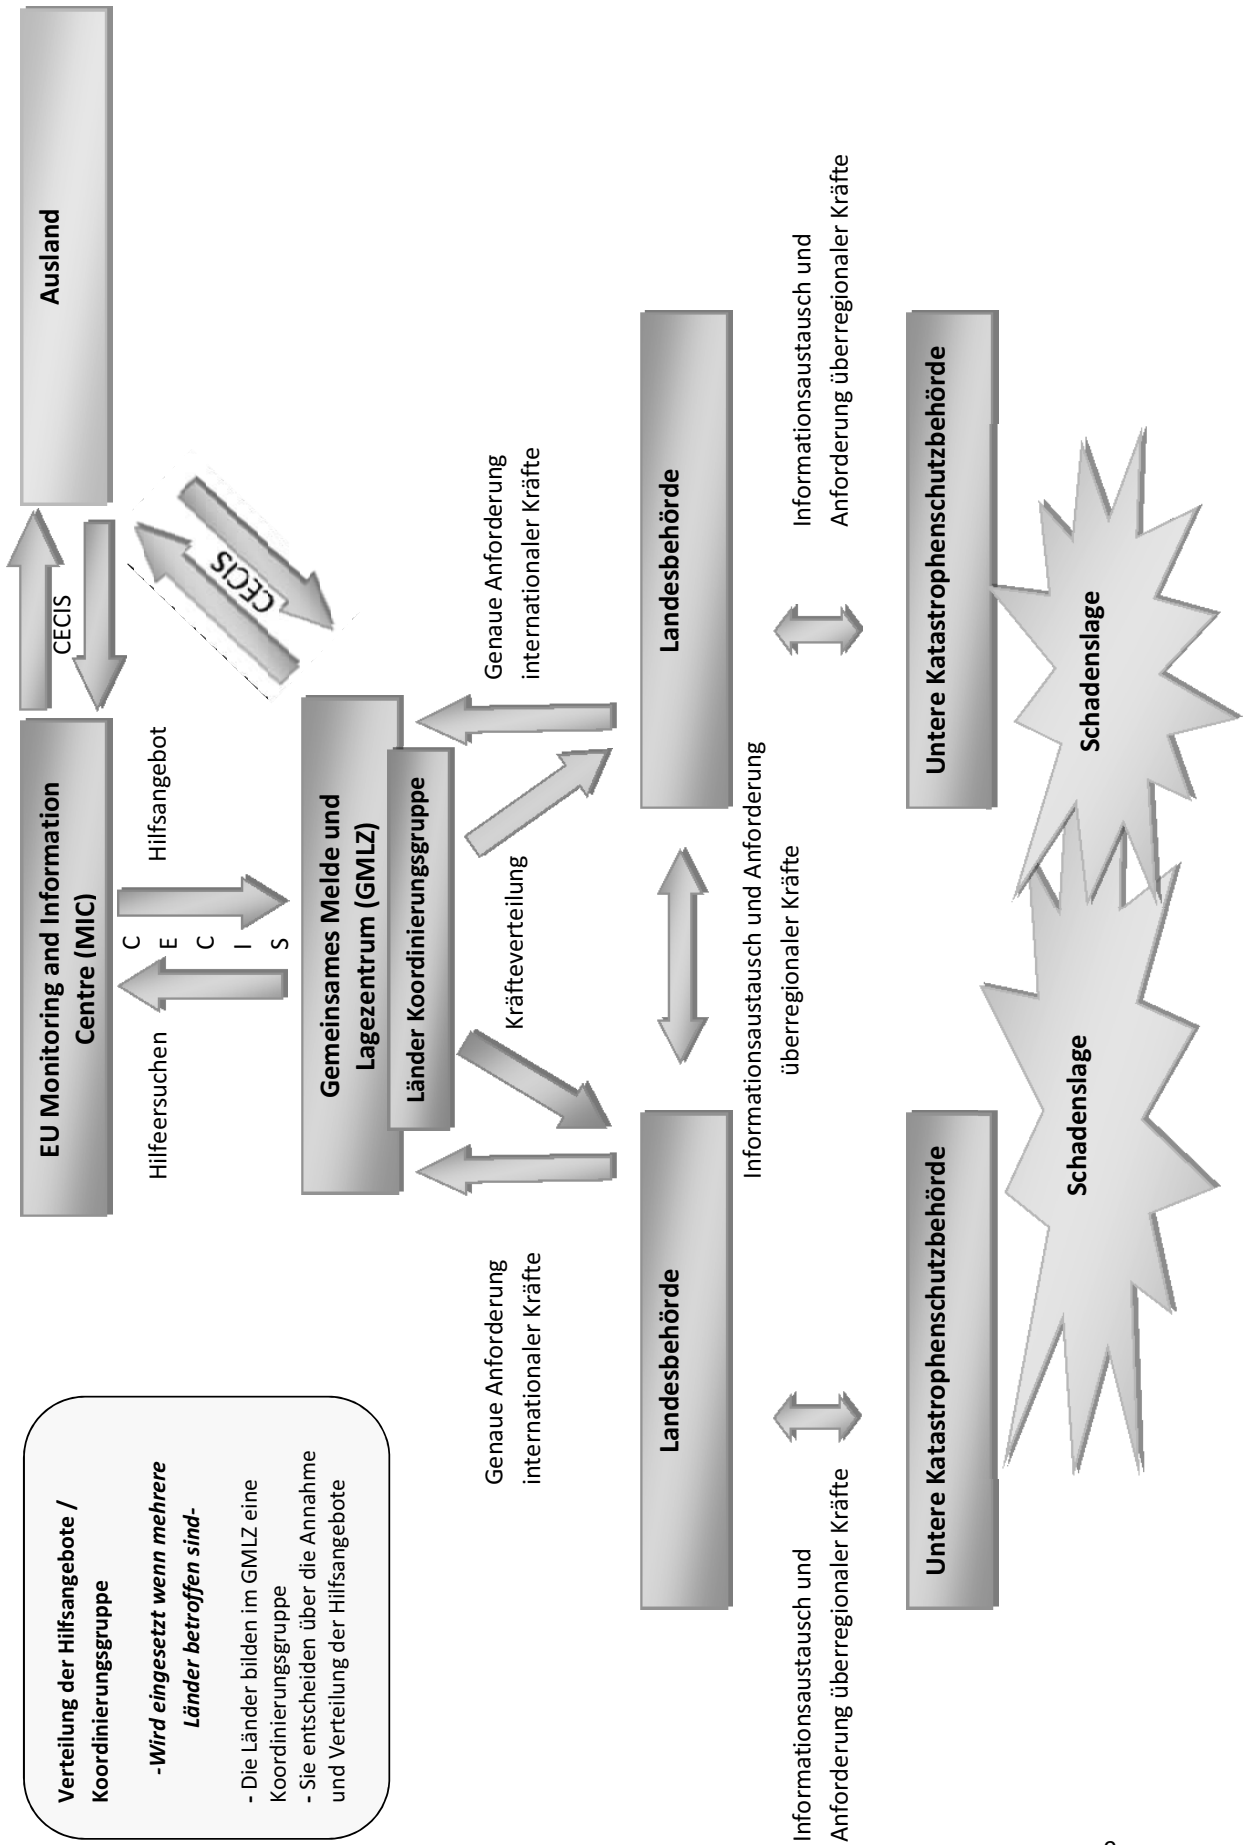 Verteilung der Hilfsangebote /
Koordinierungsgruppe
-Wird eingesetzt wenn mehrere
Länder betroffen sind-
- Die Länder bilden im GMLZ eine
Koordinierungsgruppe
- Sie entscheiden über die Annahme
und Verteilung der Hilfsangebote
EU Monitoring and Information
Centre (MIC)
CECIS
Ausland
Hilfeersuchen
C
E
C
I
S
Hilfsangebot
CECIS
Gemeinsames Melde und
Lagezentrum (GMLZ)
Länder Koordinierungsgruppe
Genaue Anforderung
internationaler Kräfte
Kräfteverteilung
Genaue Anforderung
internationaler Kräfte
Landesbehörde
Landesbehörde
Informationsaustausch und Anforderung
überregionaler Kräfte
Informationsaustausch und
Anforderung überregionaler Kräfte
Informationsaustausch und
Anforderung überregionaler Kräfte
Untere Katastrophenschutzbehörde
Untere Katastrophenschutzbehörde
Schadenslage
Schadenslage